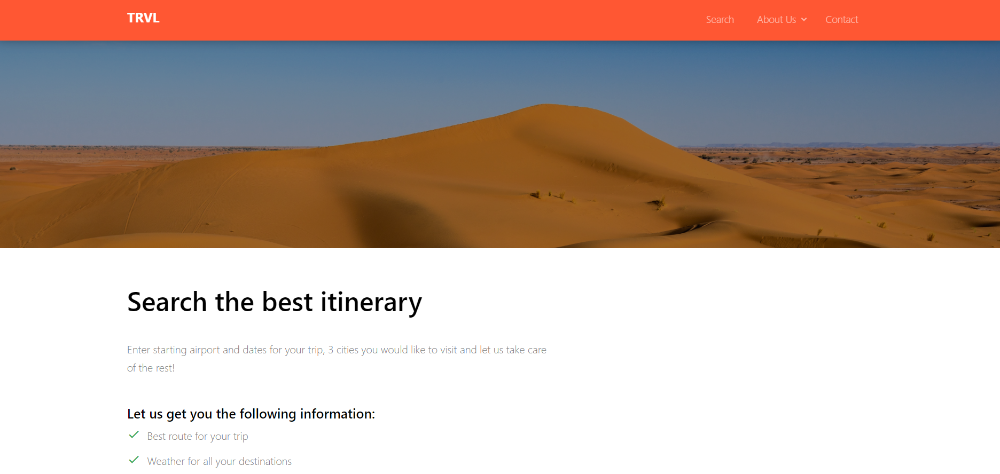 TRVL
Search About Us Contact
Search the best itinerary
Enter starting airport and dates for your trip, 3 cities you would like to visit and let us take care
of the rest!
Let us get you the following information:
Best route for your trip
Weather for all your destinations